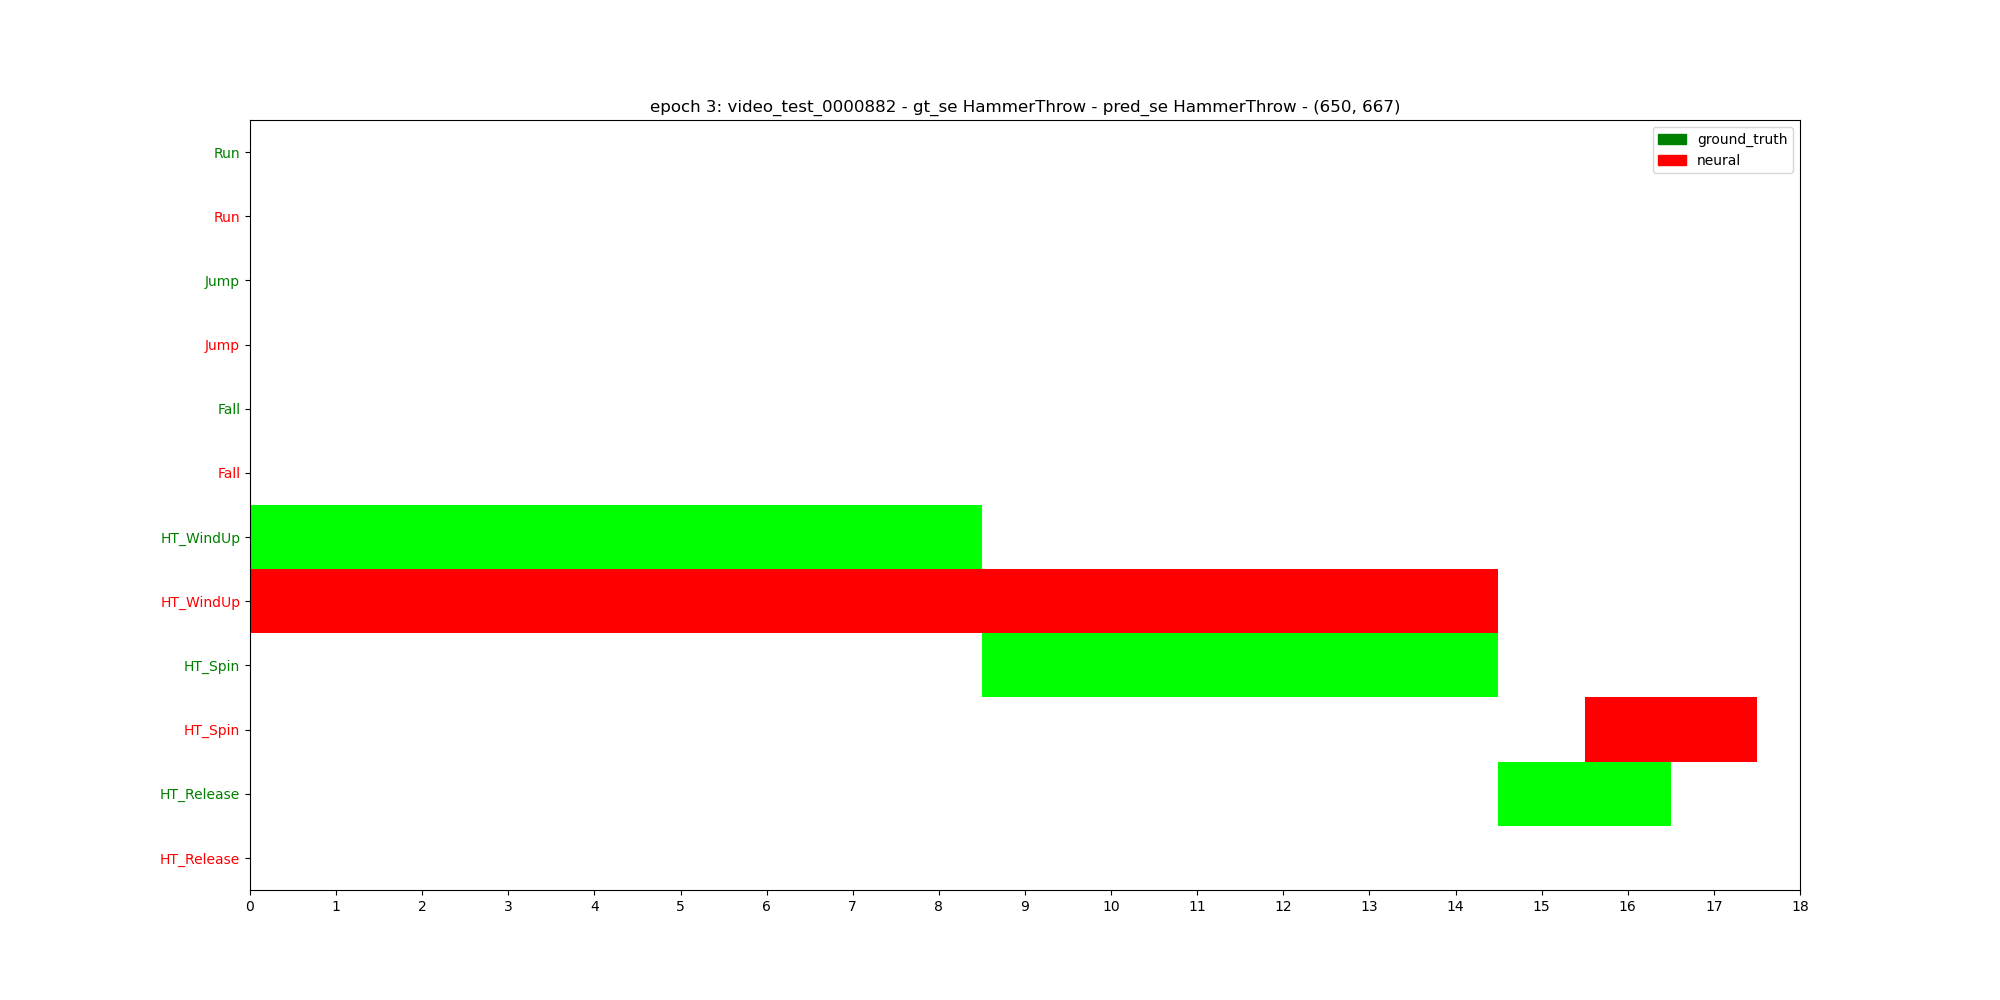 epoch 3: video_test_0000882 - gt_se HammerThrow - pred_se HammerThrow - (650, 667)
ground_truth
neural
Run
Run
Jump
Jump
Fall
Fall
HT_WindUp
HT_WindUp
HT_Spin
HT_Spin
HT_Release
HT_Release
0 1 2 3 4 5 6 7 8 9 10 11 12 13 14 15 16 17 18